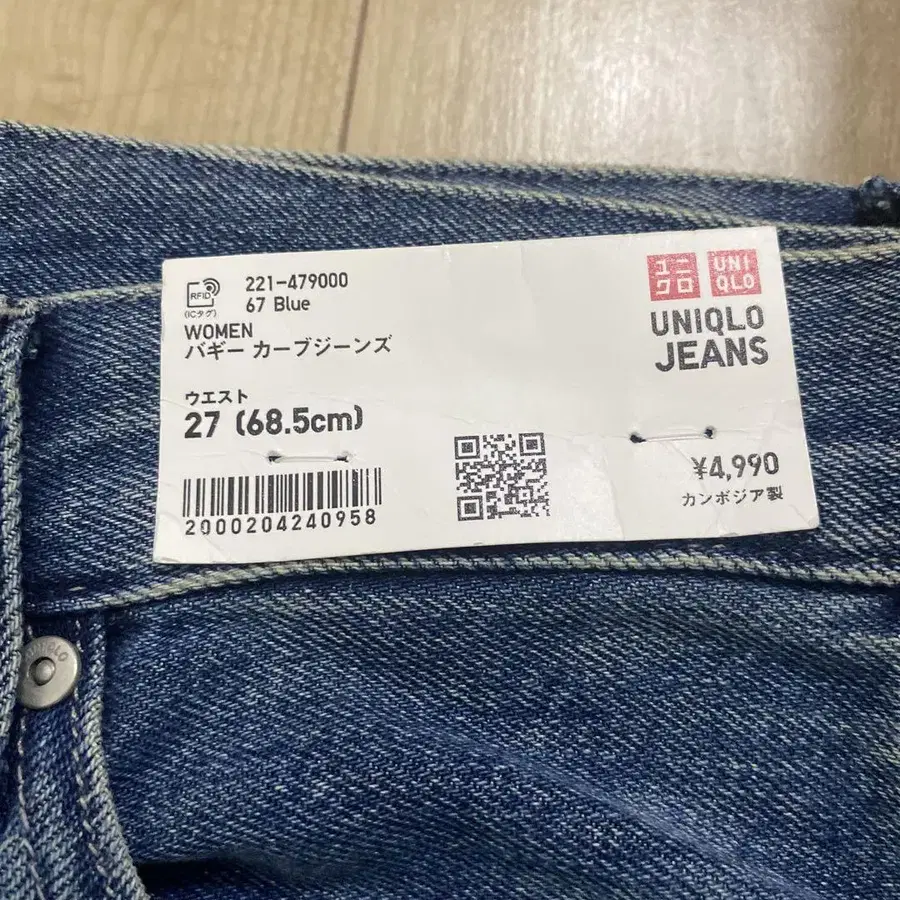 RFID
(ICタグ)
221-479000
67 Blue
WOMEN
バギー カーブジーンズ
ウエスト
27 (68.5cm)
2000204240958
ユニ
クロ
UNI
QLO
UNIQLO
JEANS
¥4,990
カンボジア製
UNIQLO